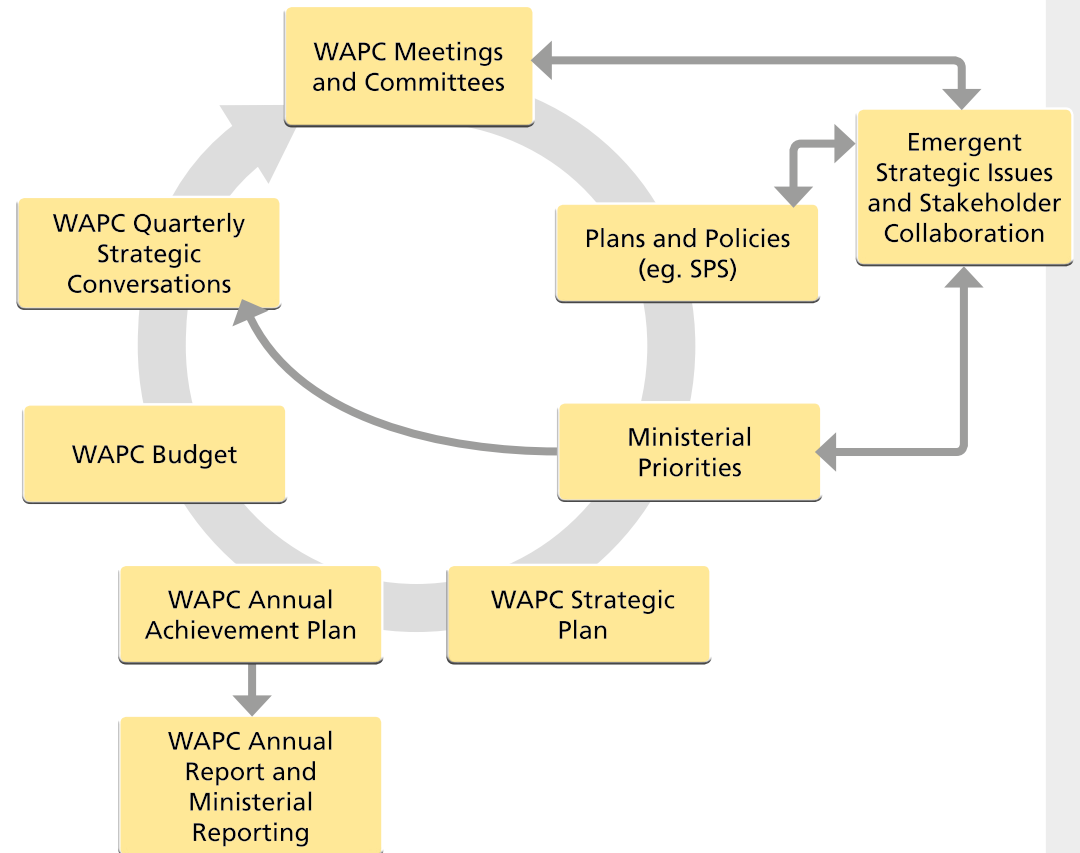 WAPC Meetings
and Committees
Emergent
Strategic Issues
and Stakeholder
Collaboration
WAPC Quarterly
Strategic
Conversations
Plans and Policies
(eg. SPS)
WAPC Budget
Ministerial
Priorities
WAPC Annual
Achievement Plan
WAPC Strategic
Plan
WAPC Annual
Report and
Ministerial
Reporting